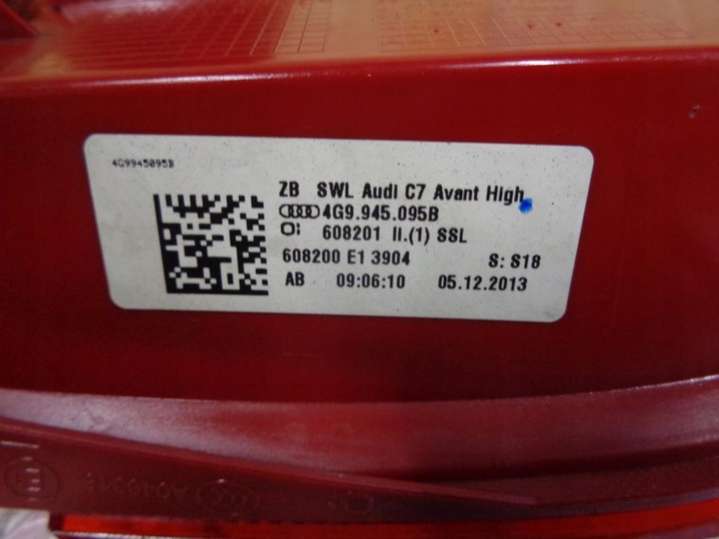 4G9945095B
ZB SWL Audi C7 Avant High
4G9.945.095B
608201 II.(1) SSL
608200 E1 3904 S: S18
AB 09:06:10 05.12.2013